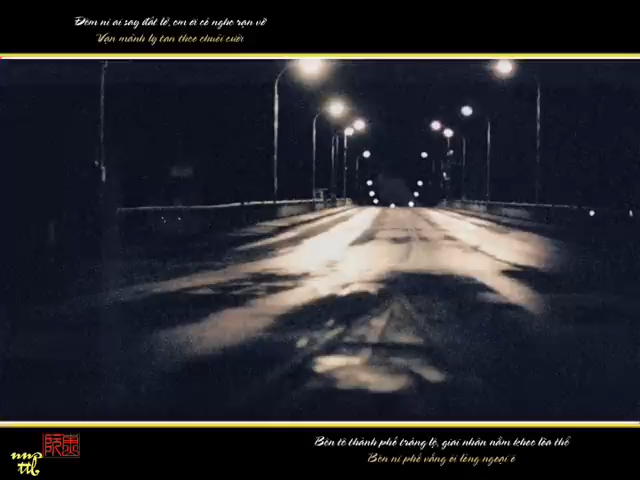 Đêm ni ai say đất lở, em ơi có nghe rạn vỡ
Vạn mảnh ly tan theo chuỗi cười
Bên tê thành phố tráng lệ, giai nhân nằm khoe lõa thể
Bên ni phố vắng ôi lòng ngoại ô
nnp
ttb